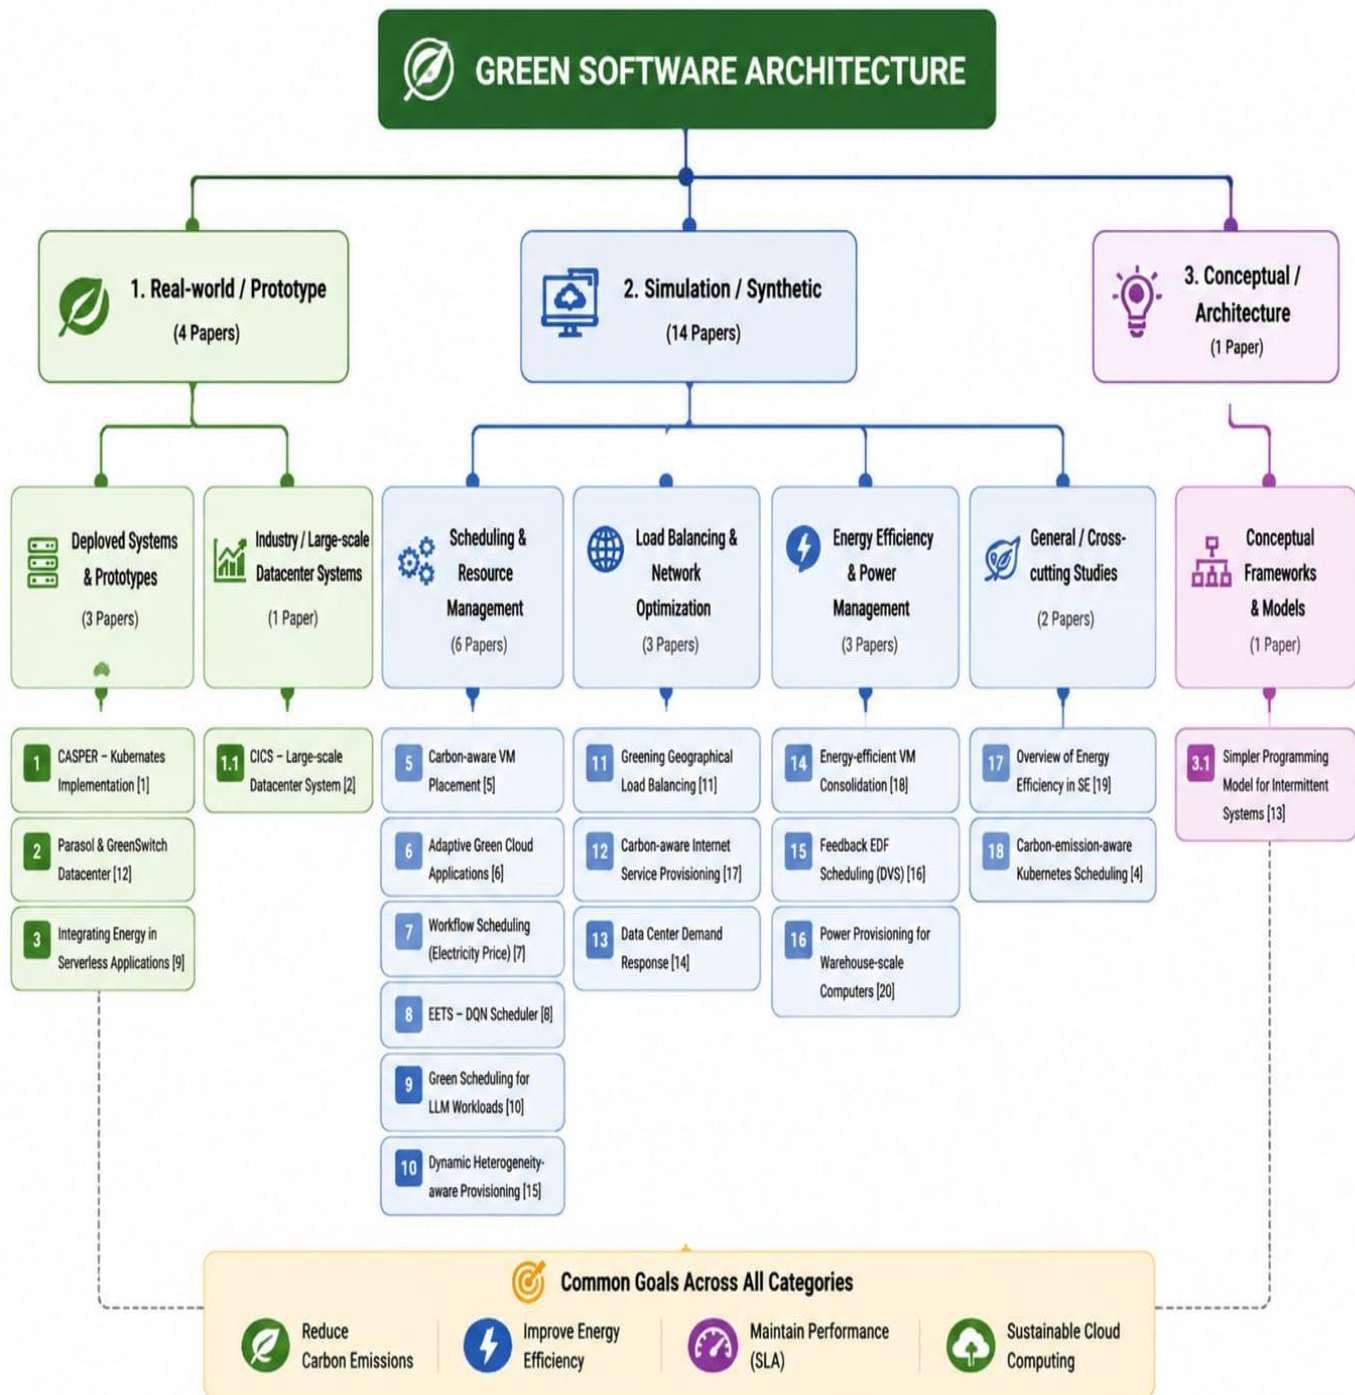 GREEN SOFTWARE ARCHITECTURE
1. Real-world / Prototype
(4 Papers)
2. Simulation / Synthetic
(14 Papers)
3. Conceptual /
Architecture
(1 Paper)
Deploved Systems
& Prototypes
(3 Papers)
Industry / Large-scale
Datacenter Systems
(1 Paper)
Scheduling &
Resource
Management
(6 Papers)
Load Balancing &
Network
Optimization
(3 Papers)
Energy Efficiency
& Power
Management
(3 Papers)
General / Cross-
cutting Studies
(2 Papers)
Conceptual
Frameworks
& Models
(1 Paper)
1
CASPER – Kubernetes
Implementation [1]
2
Parasol & GreenSwitch
Datacenter [12]
3
Integrating Energy in
Serverless Applications [9]
1.1
CICS – Large-scale
Datacenter System [2]
5
Carbon-aware VM
Placement [5]
6
Adaptive Green Cloud
Applications [6]
7
Workflow Scheduling
(Electricity Price) [7]
8
EETS – DQN Scheduler [8]
9
Green Scheduling for
LLM Workloads [10]
10
Dynamic Heterogeneity-
aware Provisioning [15]
11
Greening Geographical
Load Balancing [11]
12
Carbon-aware Internet
Service Provisioning [17]
13
Data Center Demand
Response [14]
14
Energy-efficient VM
Consolidation [18]
15
Feedback EDF
Scheduling (DVS) [16]
16
Power Provisioning for
Warehouse-scale
Computers [20]
17
Overview of Energy
Efficiency in SE [19]
18
Carbon-emission-aware
Kubernetes Scheduling [4]
3.1
Simpler Programming
Model for Intermittent
Systems [13]
Common Goals Across All Categories
Reduce
Carbon Emissions
Improve Energy
Efficiency
Maintain Performance
(SLA)
Sustainable Cloud
Computing